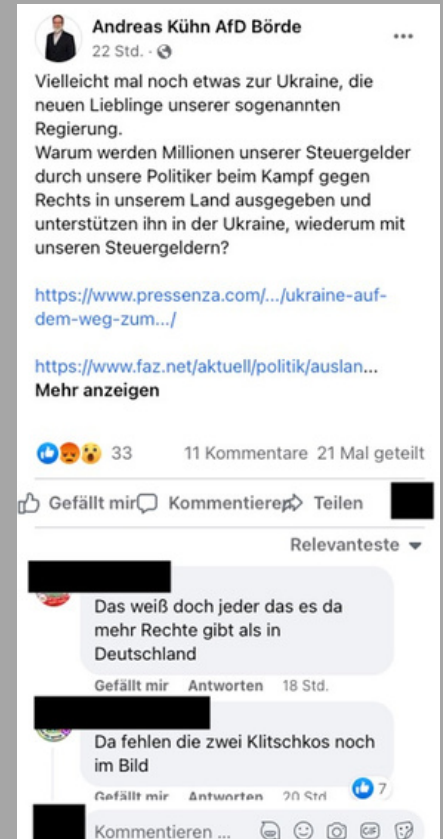 Andreas Kühn AfD Börde
22 Std. ·
Vielleicht mal noch etwas zur Ukraine, die
neuen Lieblinge unserer sogenannten
Regierung.
Warum werden Millionen unserer Steuergelder
durch unsere Politiker beim Kampf gegen
Rechts in unserem Land ausgegeben und
unterstützen ihn in der Ukraine, wiederum mit
unseren Steuergeldern?
https://www.pressenza.com/.../ukraine-auf-
dem-weg-zum.../
https://www.faz.net/aktuell/politik/auslan...
Mehr anzeigen
33 11 Kommentare 21 Mal geteilt
Gefällt mir Kommentieren Teilen
Relevanteste
Das weiß doch jeder das es da
mehr Rechte gibt als in
Deutschland
Gefällt mir Antworten 18 Std.
Da fehlen die zwei Klitschkos noch
im Bild
Gefällt mir Antworten 20 Std. 7
Kommentieren ... GIF